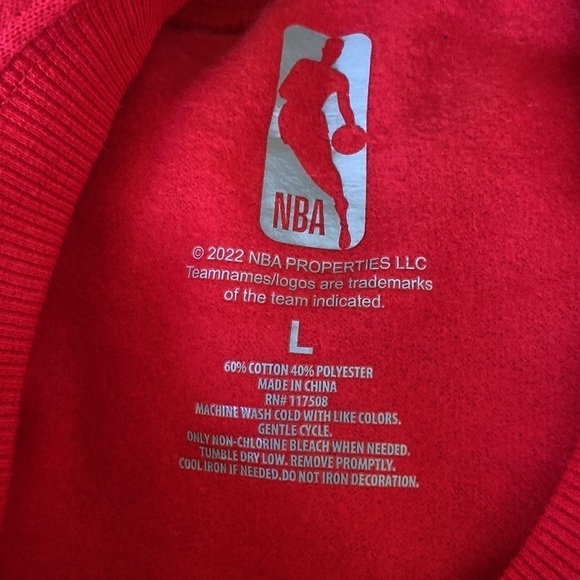 NBA
© 2022 NBA PROPERTIES LLC
Teamnames/logos are trademarks
of the team indicated.
L
60% COTTON 40% POLYESTER
MADE IN CHINA
RN# 117508
MACHINE WASH COLD WITH LIKE COLORS.
GENTLE CYCLE.
ONLY NON-CHLORINE BLEACH WHEN NEEDED.
TUMBLE DRY LOW. REMOVE PROMPTLY.
COOL IRON IF NEEDED.DO NOT IRON DECORATION.